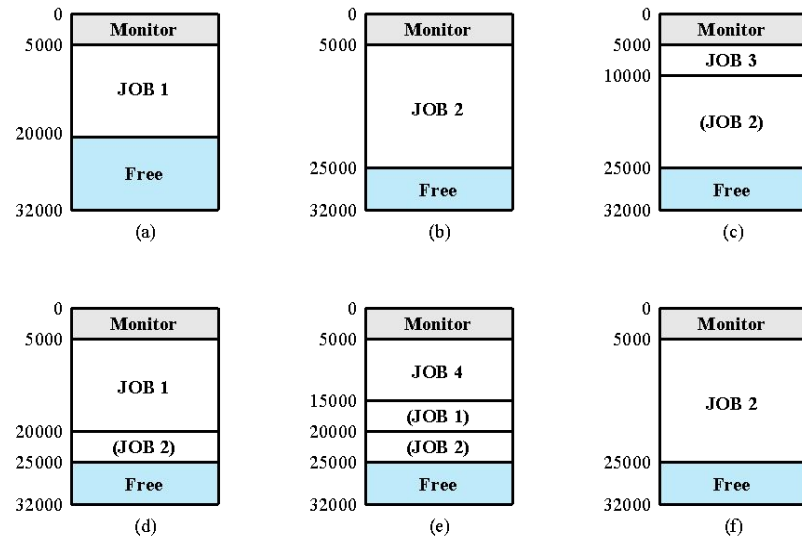 0
Monitor
5000
JOB 1
20000
Free
32000
(a)
0
Monitor
5000
JOB 2
25000
Free
32000
(b)
0
Monitor
5000
JOB 3
10000
(JOB 2)
25000
Free
32000
(c)
0
Monitor
5000
JOB 1
20000
(JOB 2)
25000
Free
32000
(d)
0
Monitor
5000
JOB 4
15000
(JOB 1)
20000
(JOB 2)
25000
Free
32000
(e)
0
Monitor
5000
JOB 2
25000
Free
32000
(f)